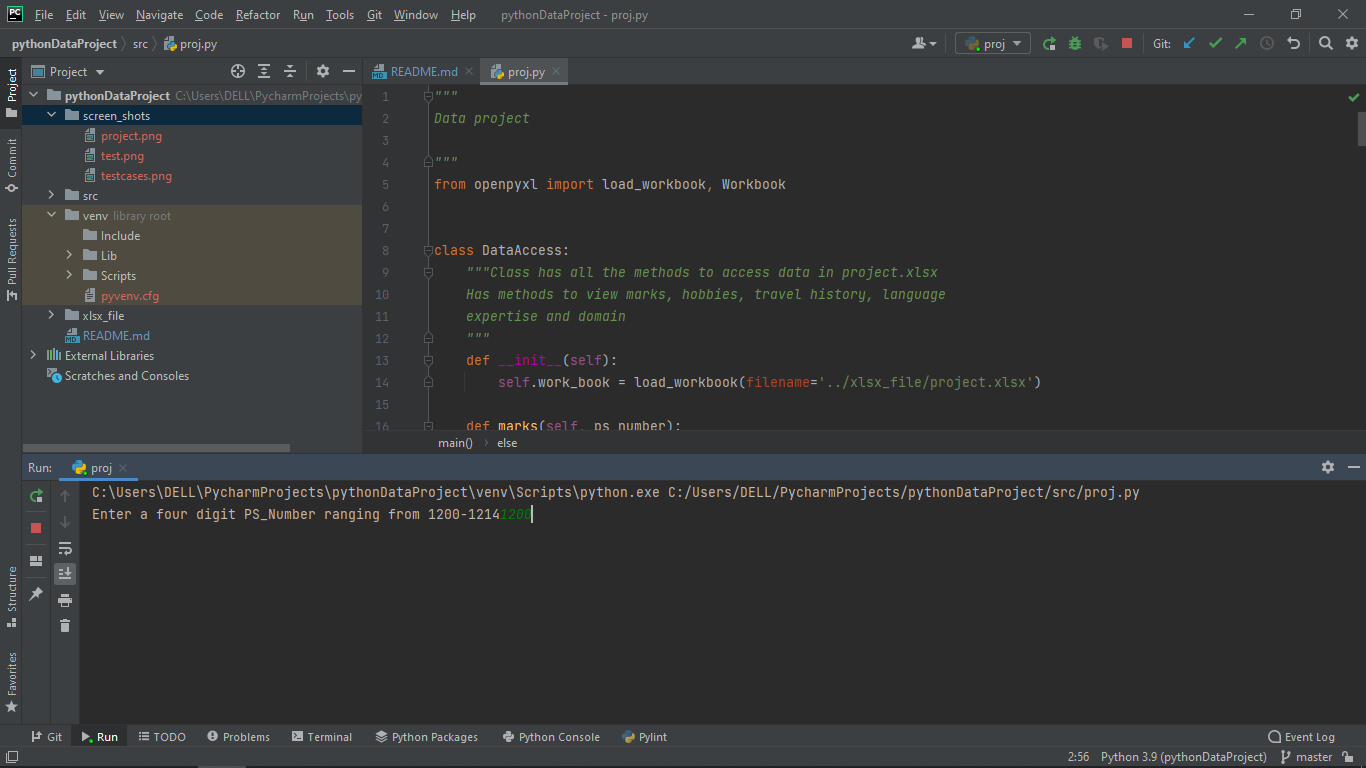 PC File Edit View Navigate Code Refactor Run Tools Git Window Help pythonDataProject - proj.py
pythonDataProject src proj.py proj Git:
Project
Commit
Pull Requests
Structure
Favorites
Project
pythonDataProject C:\Users\DELL\PycharmProjects\py
screen_shots
project.png
test.png
testcases.png
src
venv library root
Include
Lib
Scripts
pyvenv.cfg
xlsx_file
README.md
External Libraries
Scratches and Consoles
README.md proj.py
1 """
2 Data project
3
4 """
5 from openpyxl import load_workbook, Workbook
6
7
8 class DataAccess:
9 """Class has all the methods to access data in project.xlsx
10 Has methods to view marks, hobbies, travel history, language
11 expertise and domain
12 """
13 def __init__(self):
14 self.work_book = load_workbook(filename='../xlsx_file/project.xlsx')
15
16 def marks(self, ps_number):
main() else
Run: proj
C:\Users\DELL\PycharmProjects\pythonDataProject\venv\Scripts\python.exe C:/Users/DELL/PycharmProjects/pythonDataProject/src/proj.py
Enter a four digit PS_Number ranging from 1200-12141200
Git Run TODO Problems Terminal Python Packages Python Console Pylint Event Log
2:56 Python 3.9 (pythonDataProject) master